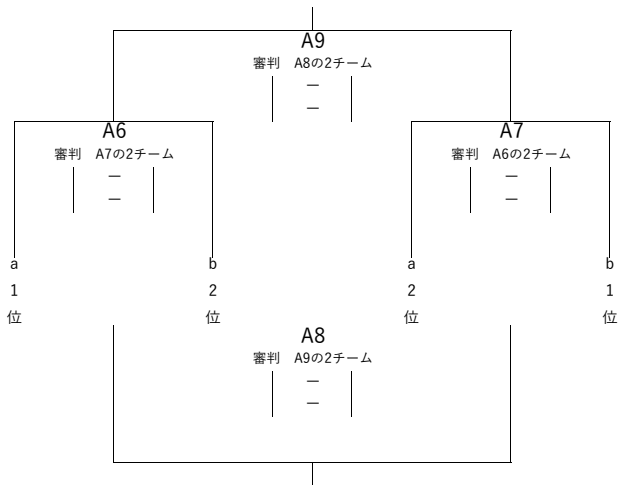 A9
審判　A8の2チーム
ー
ー
A6
審判　A7の2チーム
ー
ー
A7
審判　A6の2チーム
ー
ー
a
1
位
b
2
位
a
2
位
b
1
位
A8
審判　A9の2チーム
ー
ー